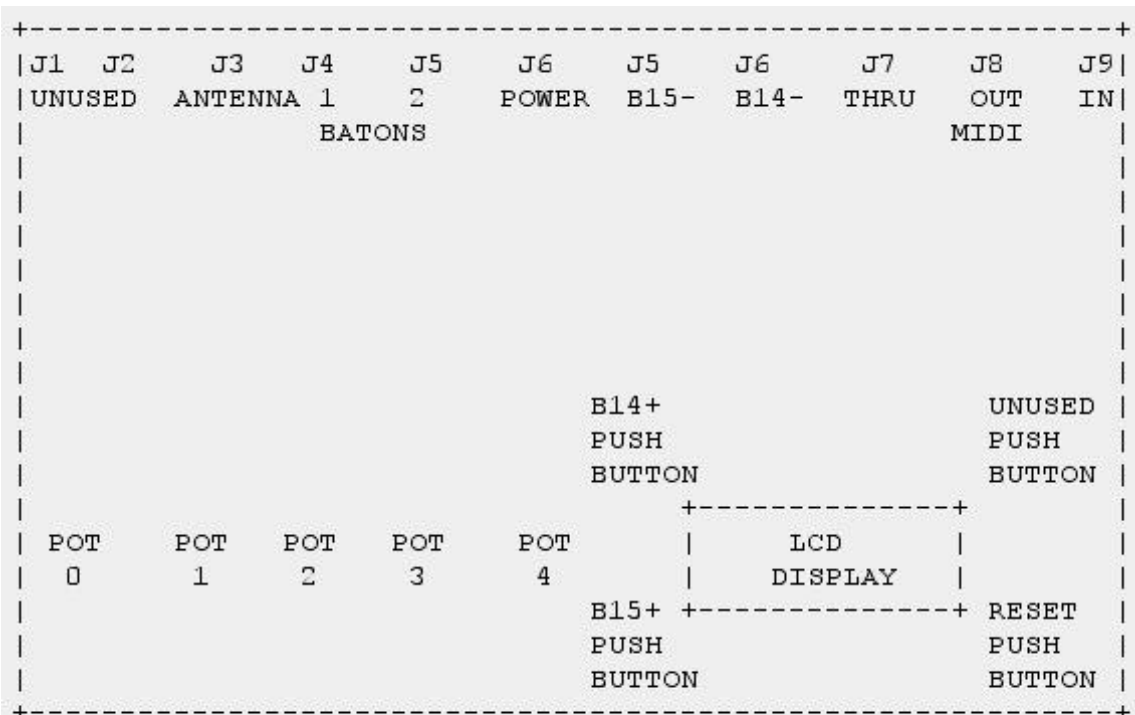 J1 J2 J3 J4 J5 J6 J5 J6 J7 J8 J9
UNUSED ANTENNA 1 2 POWER B15- B14- THRU OUT IN
BATONS MIDI
B14+ UNUSED
PUSH PUSH
BUTTON BUTTON
POT POT POT POT POT LCD
0 1 2 3 4 DISPLAY
B15+ RESET
PUSH PUSH
BUTTON BUTTON